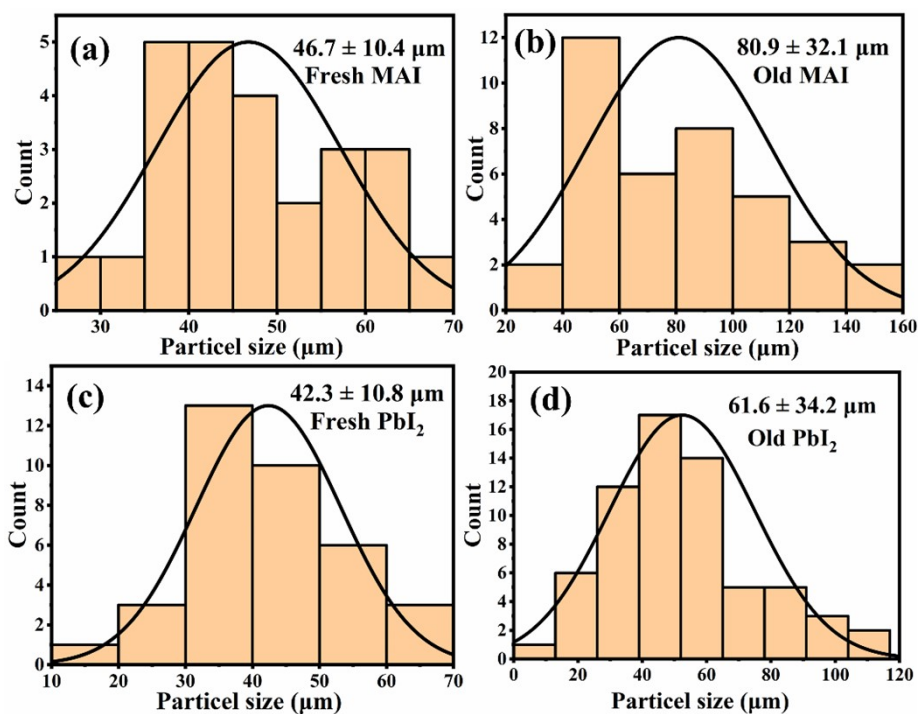 (a)
46.7 ± 10.4 μm
Fresh MAI
Count
5
4
3
2
1
0
30 40 50 60 70
Particel size (μm)
(b)
80.9 ± 32.1 μm
Old MAI
Count
12
10
8
6
4
2
0
20 40 60 80 100 120 140 160
Particel size (μm)
(c)
42.3 ± 10.8 μm
Fresh PbI₂
Count
14
12
10
8
6
4
2
0
10 20 30 40 50 60 70
Particel size (μm)
(d)
61.6 ± 34.2 μm
Old PbI₂
Count
20
18
16
14
12
10
8
6
4
2
0
0 20 40 60 80 100 120
Particel size (μm)